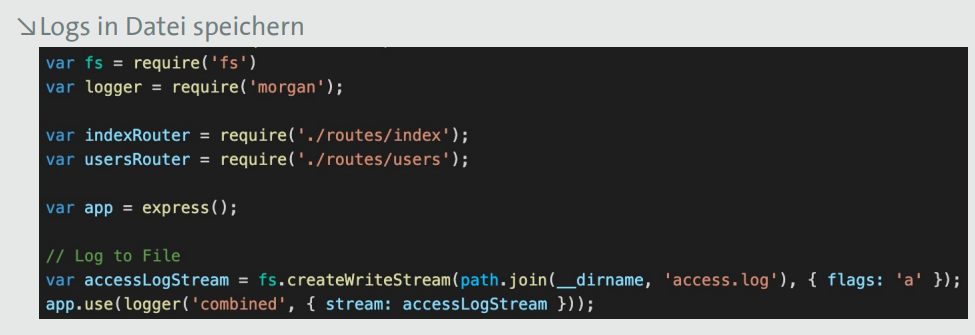 ↘Logs in Datei speichern
var fs = require('fs')
var logger = require('morgan');
var indexRouter = require('./routes/index');
var usersRouter = require('./routes/users');
var app = express();
// Log to File
var accessLogStream = fs.createWriteStream(path.join(__dirname, 'access.log'), { flags: 'a' });
app.use(logger('combined', { stream: accessLogStream }));